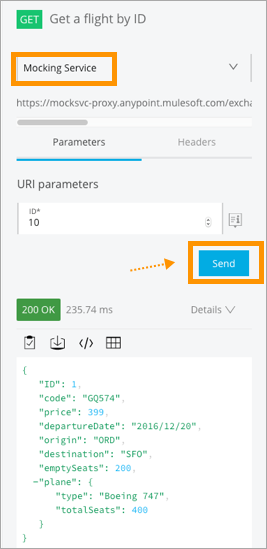 GET Get a flight by ID
Mocking Service
https://mocksvc-proxy.anypoint.mulesoft.com/excha
Parameters Headers
URI parameters
ID*
10
Send
200 OK 235.74 ms Details
{
"ID": 1,
"code": "GQ574",
"price": 399,
"departureDate": "2016/12/20",
"origin": "ORD",
"destination": "SFO",
"emptySeats": 200,
-"plane": {
"type": "Boeing 747",
"totalSeats": 400
}
}